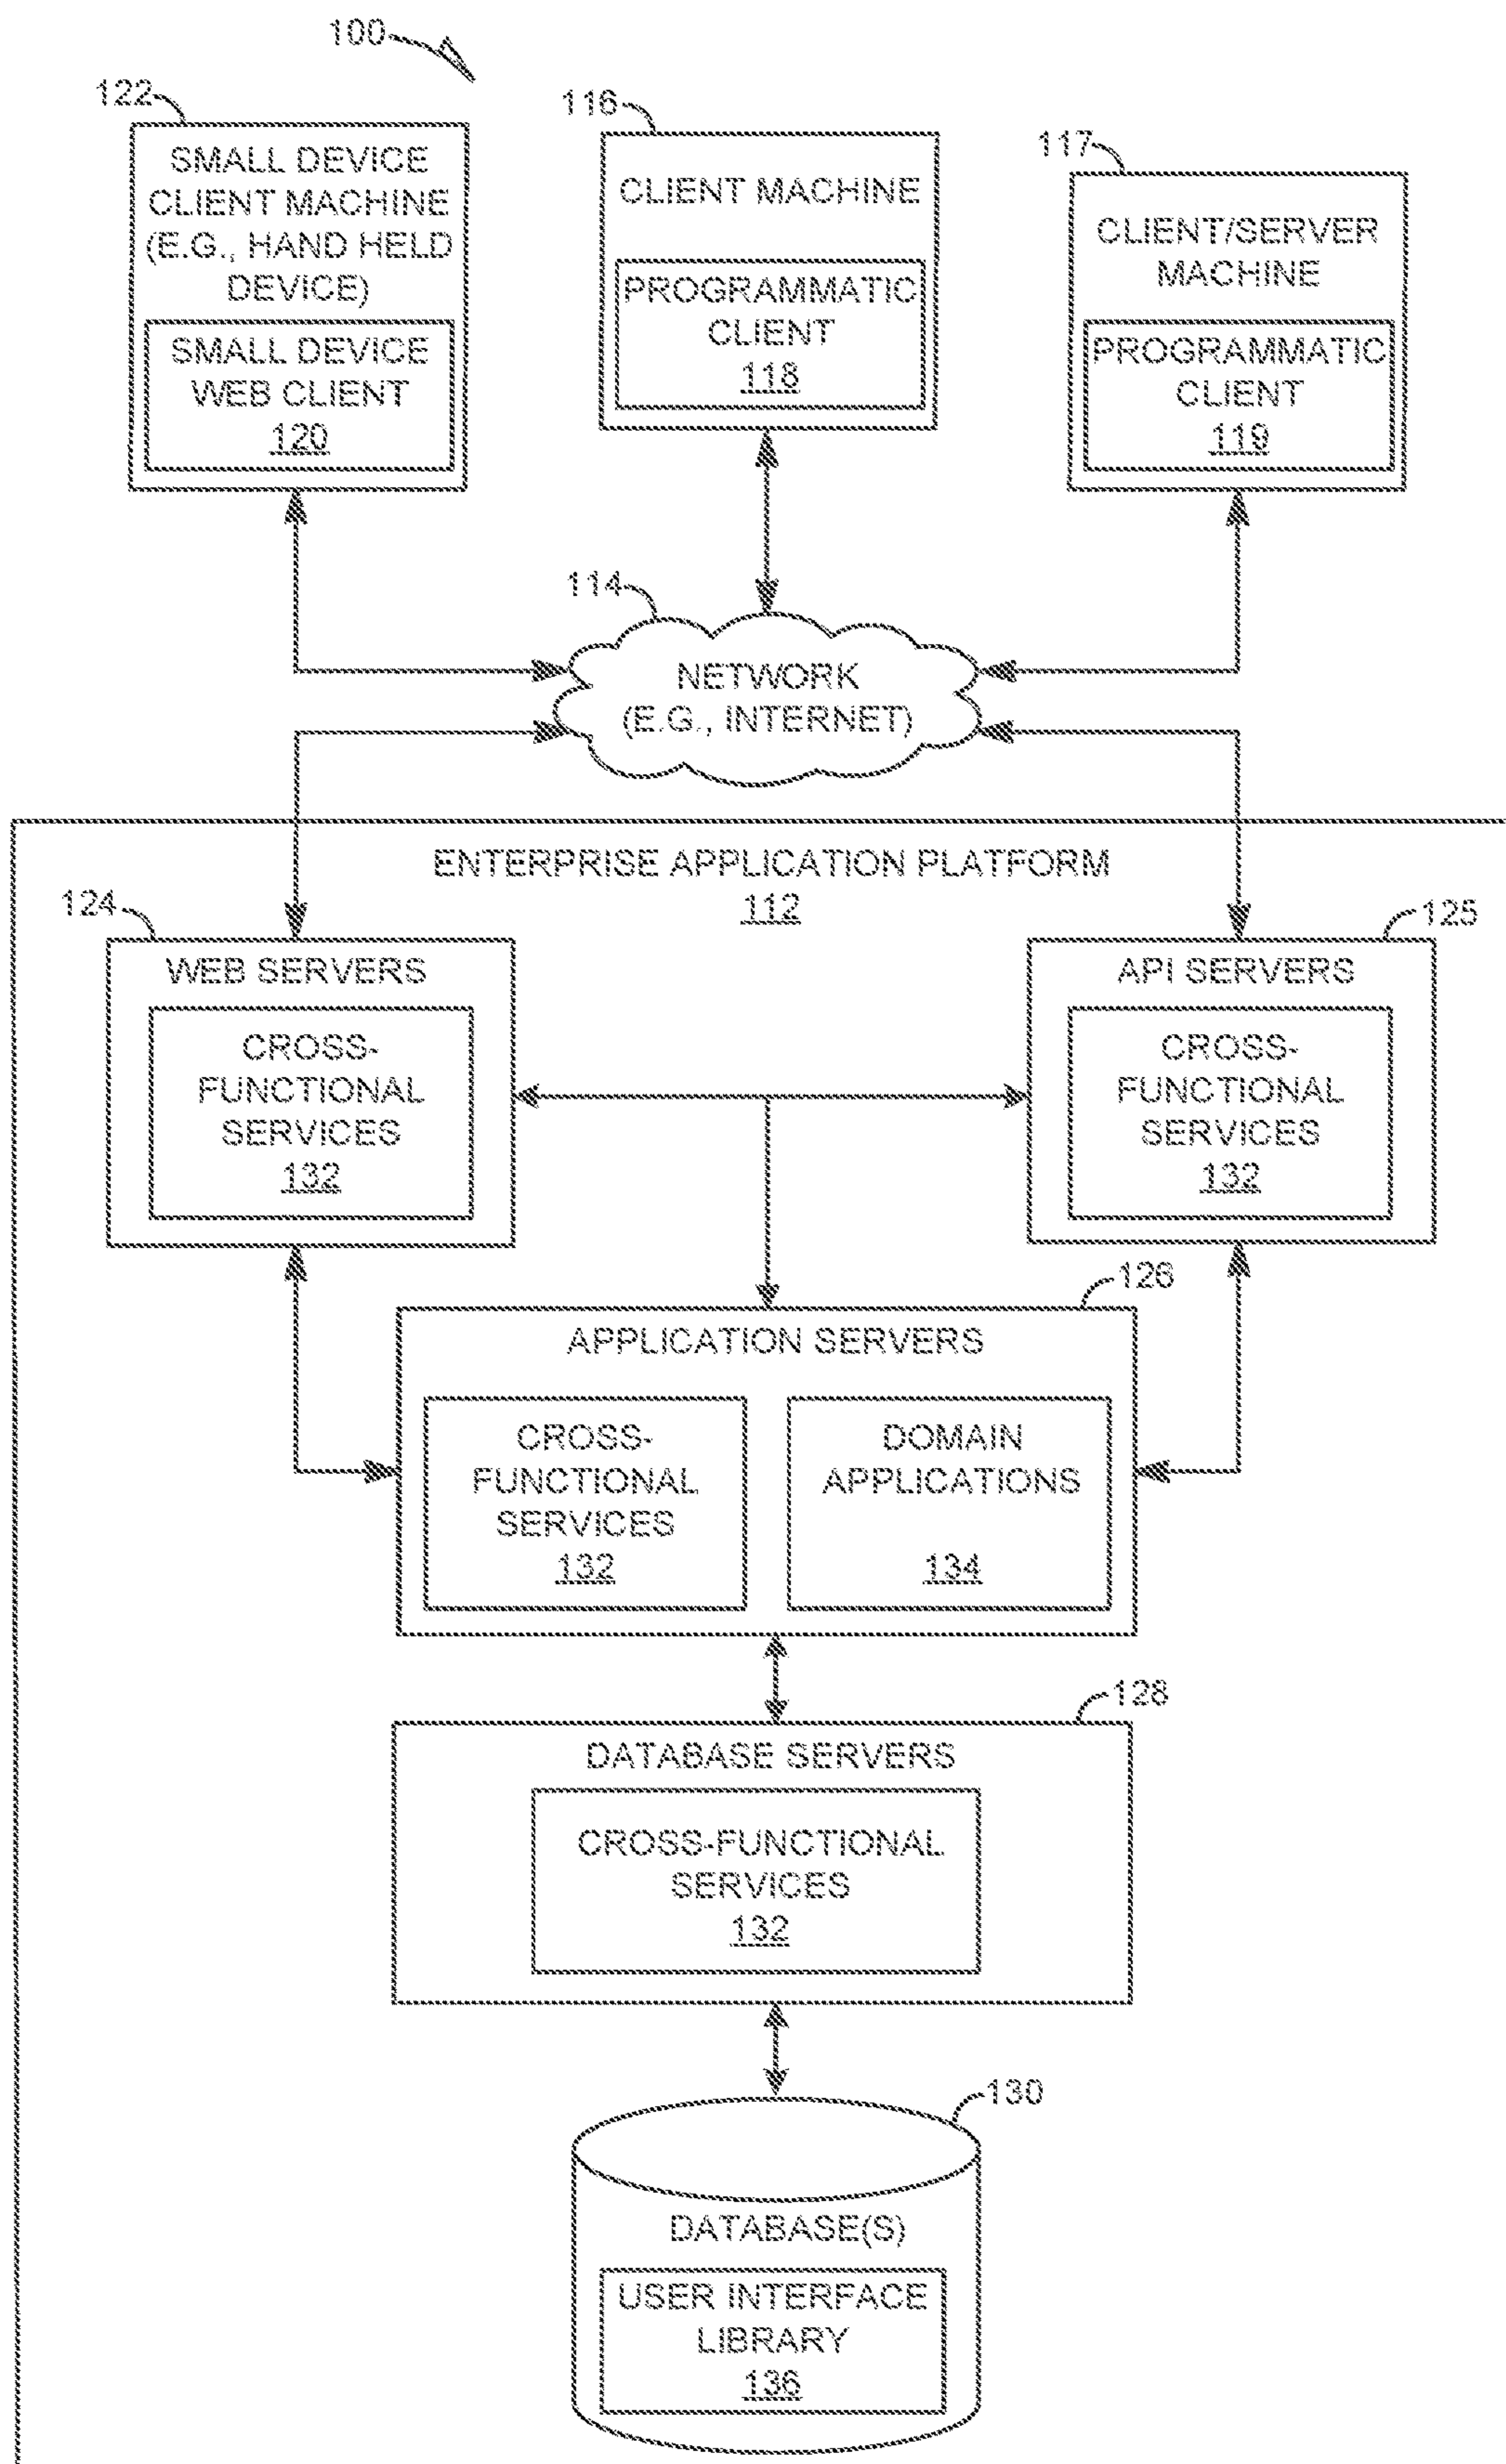 100
122
SMALL DEVICE
CLIENT MACHINE
(E.G., HAND HELD
DEVICE)
SMALL DEVICE
WEB CLIENT
120
116
CLIENT MACHINE
PROGRAMMATIC
CLIENT
118
117
CLIENT/SERVER
MACHINE
PROGRAMMATIC
CLIENT
119
114
NETWORK
(E.G., INTERNET)
ENTERPRISE APPLICATION PLATFORM
112
124
WEB SERVERS
CROSS-
FUNCTIONAL
SERVICES
132
125
API SERVERS
CROSS-
FUNCTIONAL
SERVICES
132
126
APPLICATION SERVERS
CROSS-
FUNCTIONAL
SERVICES
132
DOMAIN
APPLICATIONS
134
128
DATABASE SERVERS
CROSS-FUNCTIONAL
SERVICES
132
130
DATABASE(S)
USER INTERFACE
LIBRARY
136